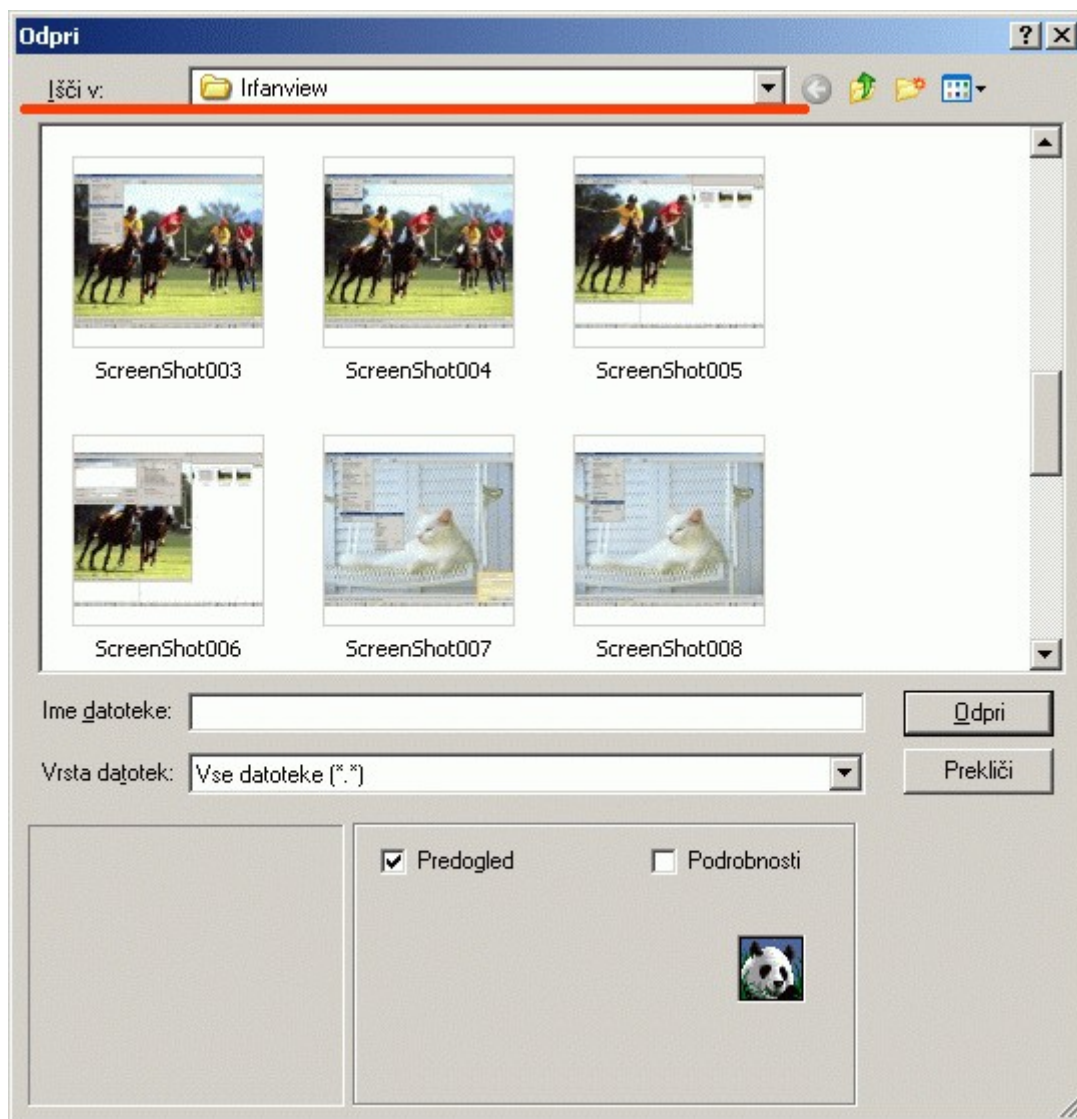 Odpri
Išči v:
Irfanview
ScreenShot003
ScreenShot004
ScreenShot005
ScreenShot006
ScreenShot007
ScreenShot008
Ime datoteke:
Odpri
Vrsta datotek:
Vse datoteke (*.*)
Prekliči
Predogled
Podrobnosti